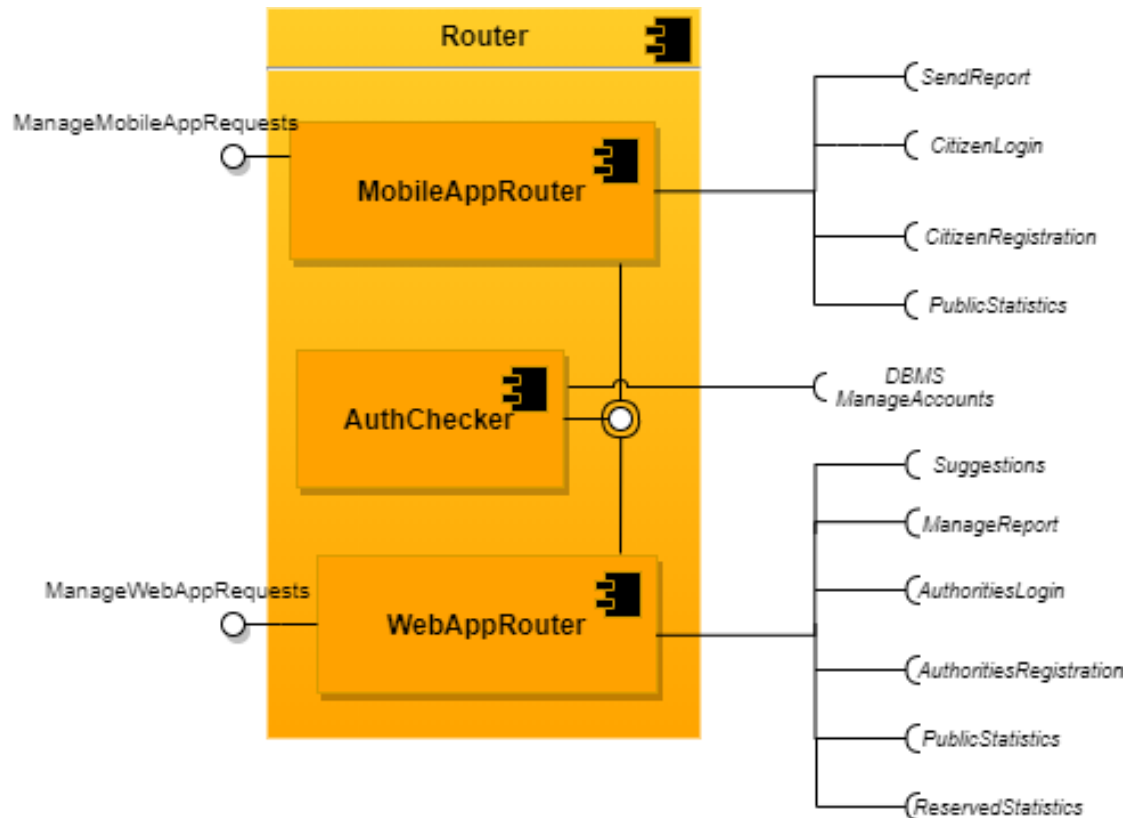 Router
ManageMobileAppRequests
MobileAppRouter
SendReport
CitizenLogin
CitizenRegistration
PublicStatistics
AuthChecker
DBMS
ManageAccounts
ManageWebAppRequests
WebAppRouter
Suggestions
ManageReport
AuthoritiesLogin
AuthoritiesRegistration
PublicStatistics
ReservedStatistics